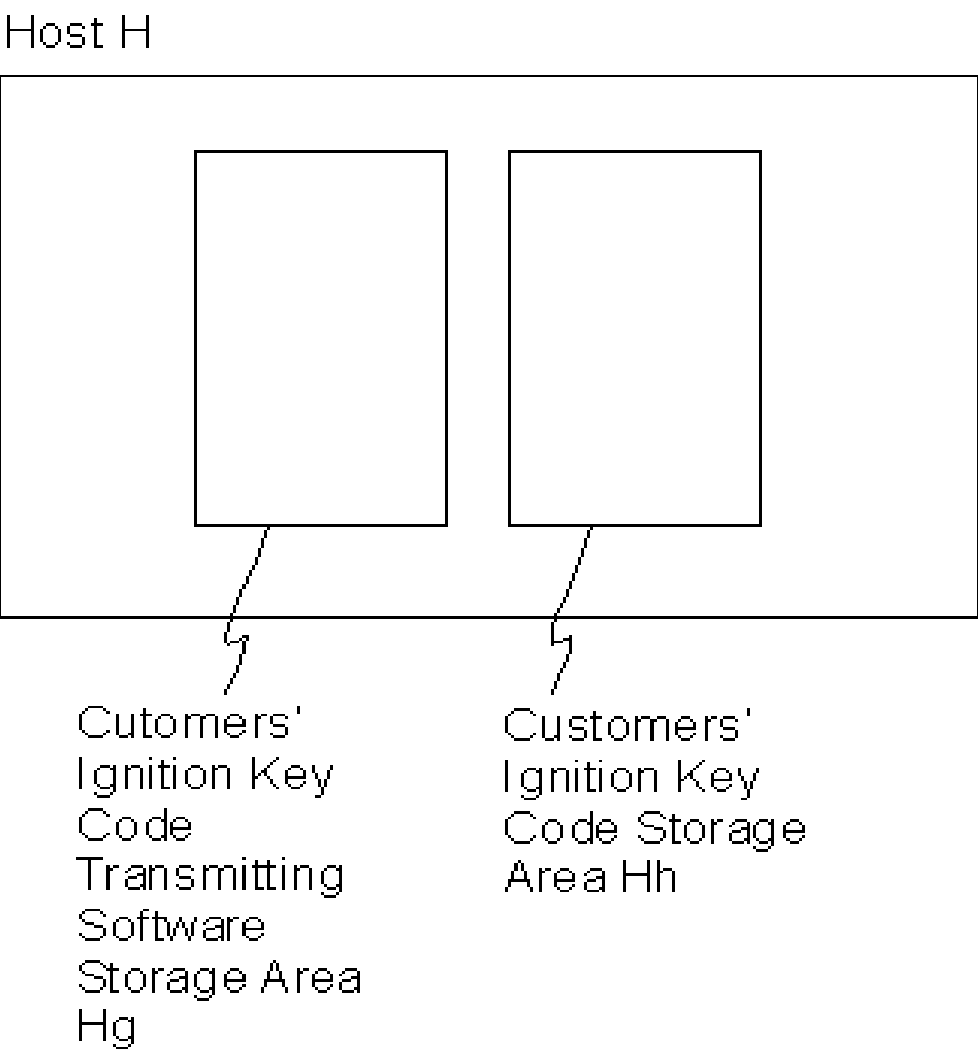 Host H
Cutomers'
Ignition Key
Code
Transmitting
Software
Storage Area
Hg
Customers'
Ignition Key
Code Storage
Area Hh